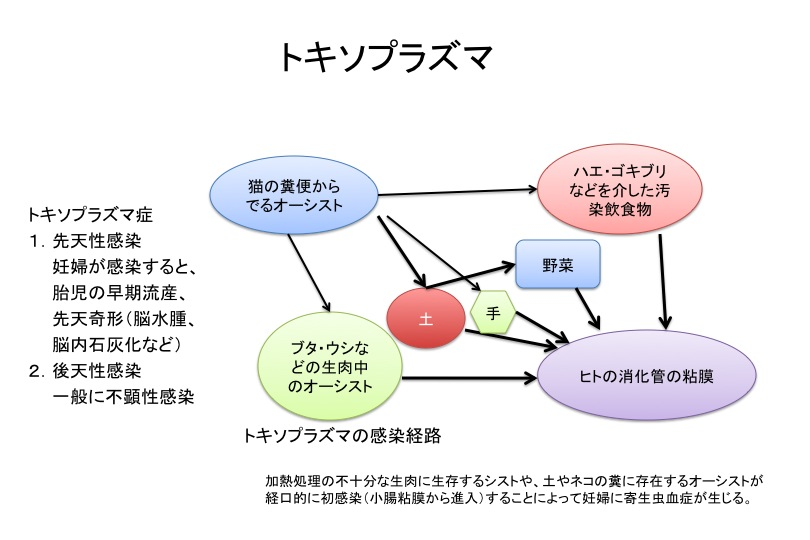 トキソプラズマ
猫の糞便から
でるオーシスト
ハエ・ゴキブリ
などを介した汚
染飲食物
トキソプラズマ症
１．先天性感染
妊婦が感染すると、
胎児の早期流産、
先天奇形（脳水腫、
脳内石灰化など）
２．後天性感染
一般に不顕性感染
野菜
土
手
ブタ・ウシな
どの生肉中
のオーシスト
ヒトの消化管の粘膜
トキソプラズマの感染経路
加熱処理の不十分な生肉に生存するシストや、土やネコの糞に存在するオーシストが
経口的に初感染（小腸粘膜から進入）することによって妊婦に寄生虫血症が生じる。